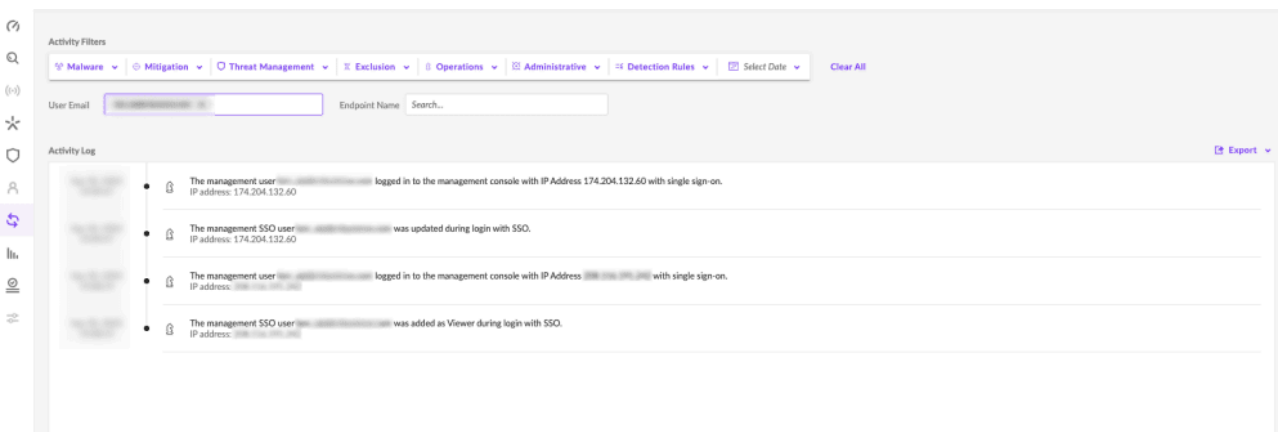 Activity Filters
Malware Mitigation Threat Management Exclusion Operations Administrative Detection Rules Select Date Clear All
User Email Endpoint Name Search...
Activity Log Export
The management user logged in to the management console with IP Address 174.204.132.60 with single sign-on.
IP address: 174.204.132.60
The management SSO user was updated during login with SSO.
IP address: 174.204.132.60
The management user logged in to the management console with IP Address with single sign-on.
IP address:
The management SSO user was added as Viewer during login with SSO.
IP address: